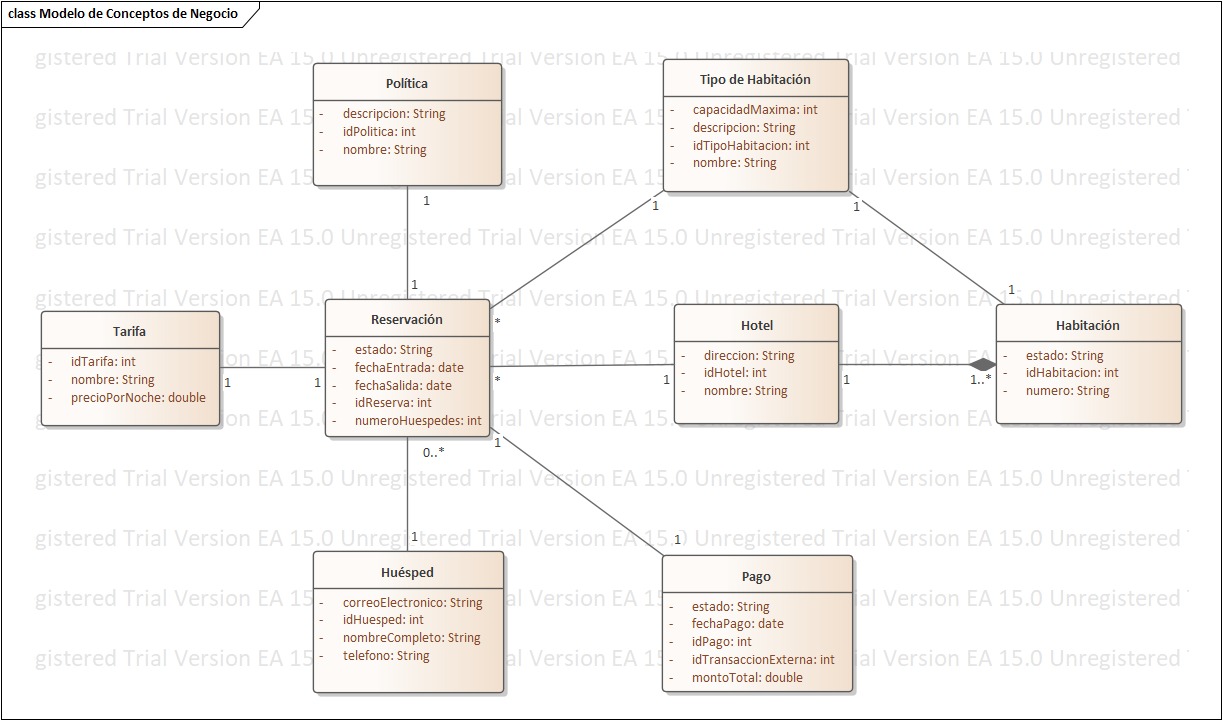 class Modelo de Conceptos de Negocio
Política
- descripcion: String
- idPolitica: int
- nombre: String
Tipo de Habitación
- capacidadMaxima: int
- descripcion: String
- idTipoHabitacion: int
- nombre: String
1
1
1
1
1
*
Tarifa
- idTarifa: int
- nombre: String
- precioPorNoche: double
1
1
Reservación
- estado: String
- fechaEntrada: date
- fechaSalida: date
- idReserva: int
- numeroHuespedes: int
*
1
Hotel
- direccion: String
- idHotel: int
- nombre: String
1
1..*
Habitación
- estado: String
- idHabitacion: int
- numero: String
0..*
1
1
1
Huésped
- correoElectronico: String
- idHuesped: int
- nombreCompleto: String
- telefono: String
Pago
- estado: String
- fechaPago: date
- idPago: int
- idTransaccionExterna: int
- montoTotal: double
gistered Trial Version EA 15.0 Unregistered Trial Version EA 15.0 Unregistered